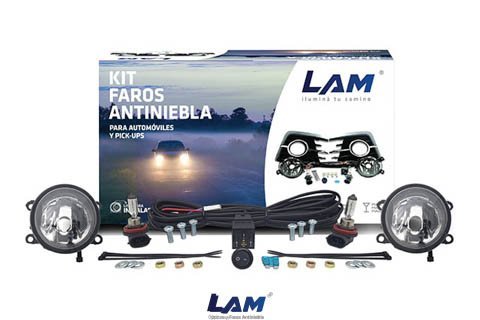 KIT
FAROS
ANTINIEBLA
PARA AUTOMÓVILES
Y PICK-UPS
LAM
ilumina tu camino
LAM